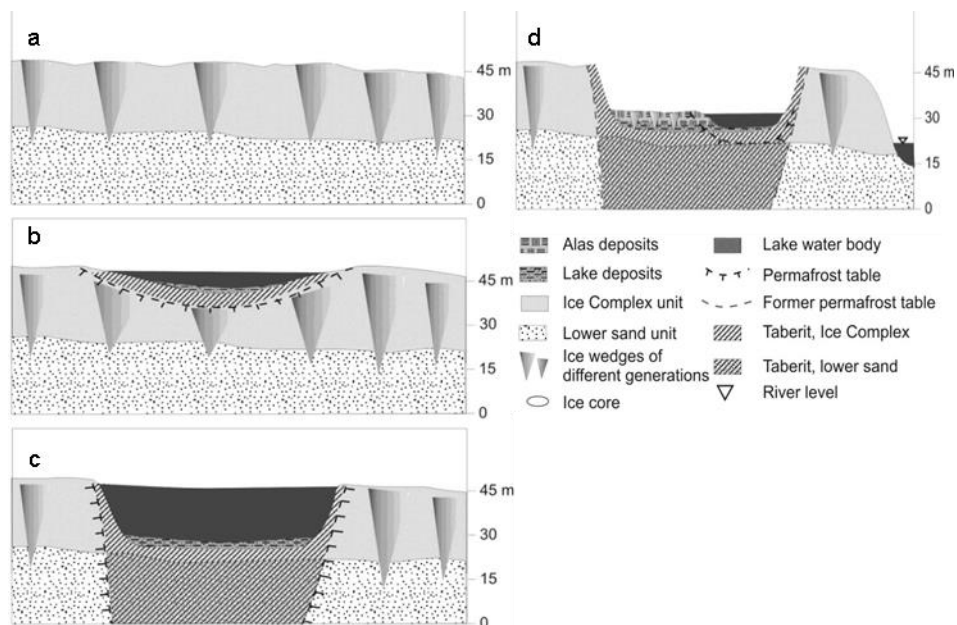 a
45 m
30
15
0
b
45 m
30
15
0
c
45 m
30
15
0
d
45 m
30
15
0
Alas deposits
Lake deposits
Ice Complex unit
Lower sand unit
Ice wedges of
different generations
Ice core
Lake water body
Permafrost table
Former permafrost table
Taberit, Ice Complex
Taberit, lower sand
River level